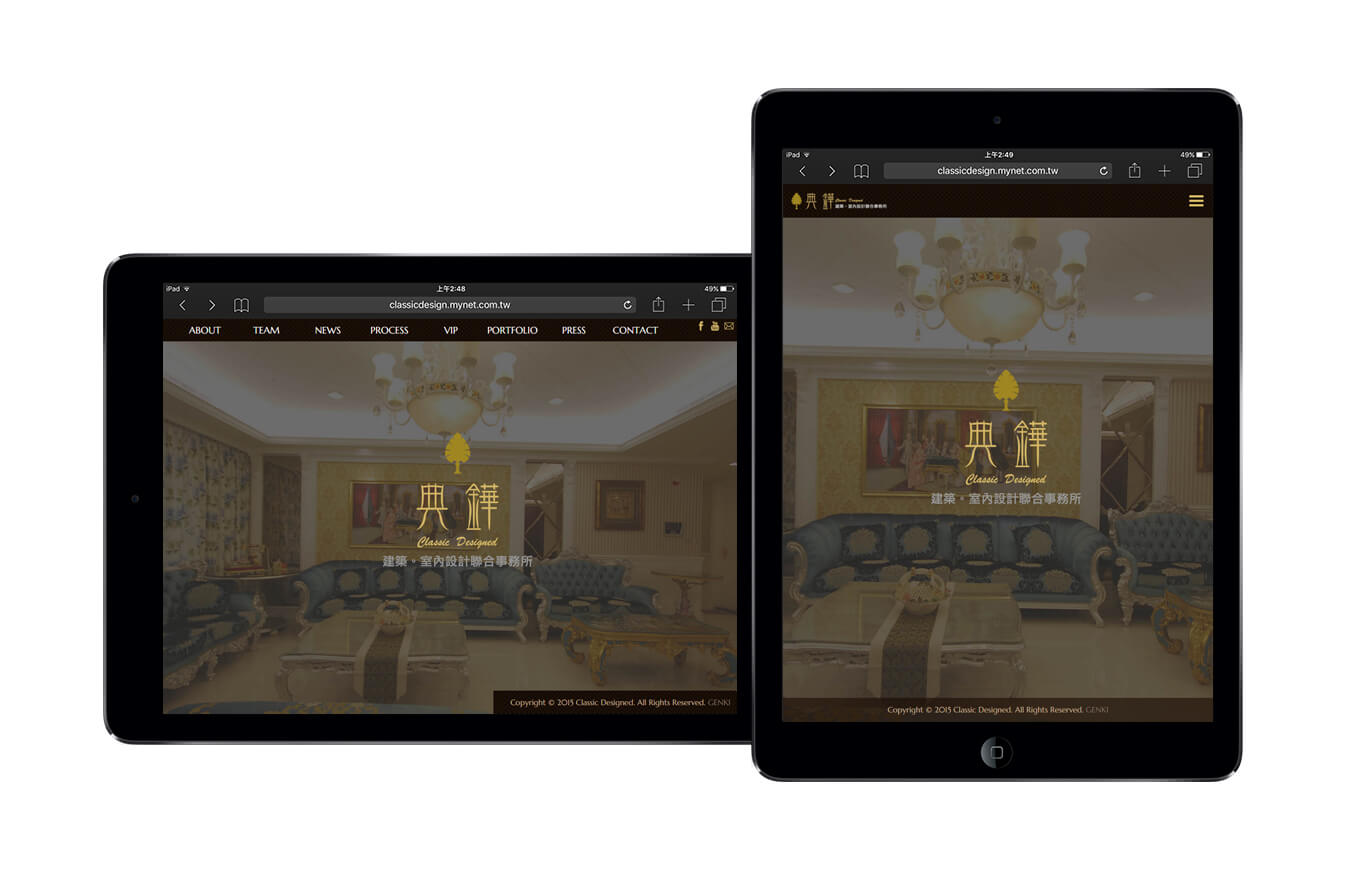 iPad 上午2:48 49%
classicdesign.mynet.com.tw
ABOUT TEAM NEWS PROCESS VIP PORTFOLIO PRESS CONTACT
典鏵
Classic Designed
建築。室內設計聯合事務所
Copyright © 2015 Classic Designed. All Rights Reserved. GENKI
iPad 上午2:49 49%
classicdesign.mynet.com.tw
典鏵 Classic Designed
建築。室內設計聯合事務所
典鏵
Classic Designed
建築。室內設計聯合事務所
Copyright © 2015 Classic Designed. All Rights Reserved. GENKI